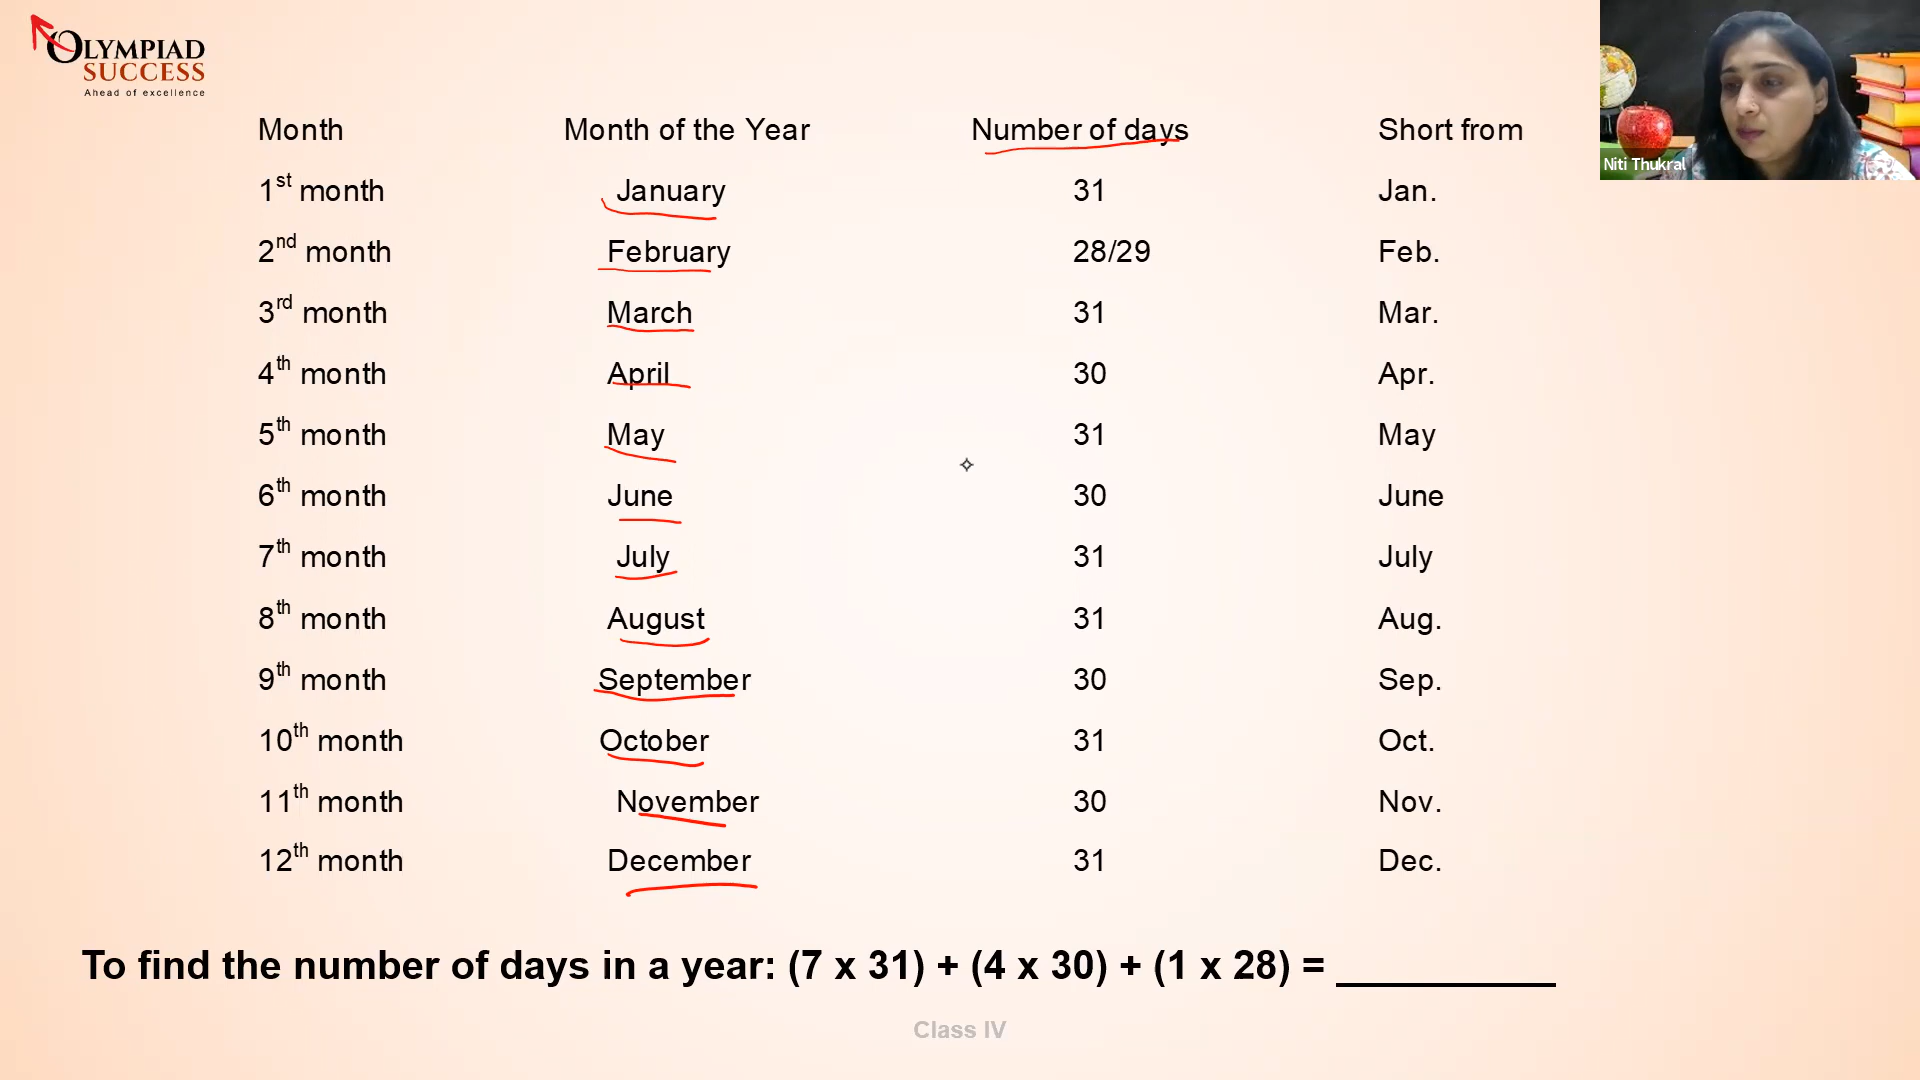 OLYMPIAD
SUCCESS
Ahead of excellence
Niti Thukral
Month Month of the Year Number of days Short from
1st month January 31 Jan.
2nd month February 28/29 Feb.
3rd month March 31 Mar.
4th month April 30 Apr.
5th month May 31 May
6th month June 30 June
7th month July 31 July
8th month August 31 Aug.
9th month September 30 Sep.
10th month October 31 Oct.
11th month November 30 Nov.
12th month December 31 Dec.
To find the number of days in a year: (7 x 31) + (4 x 30) + (1 x 28) = __________
Class IV